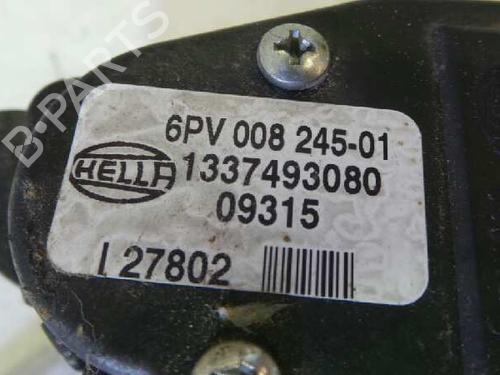 B-PARTS
6PV 008 245-01
HELLA
1337493080
09315
I 27802